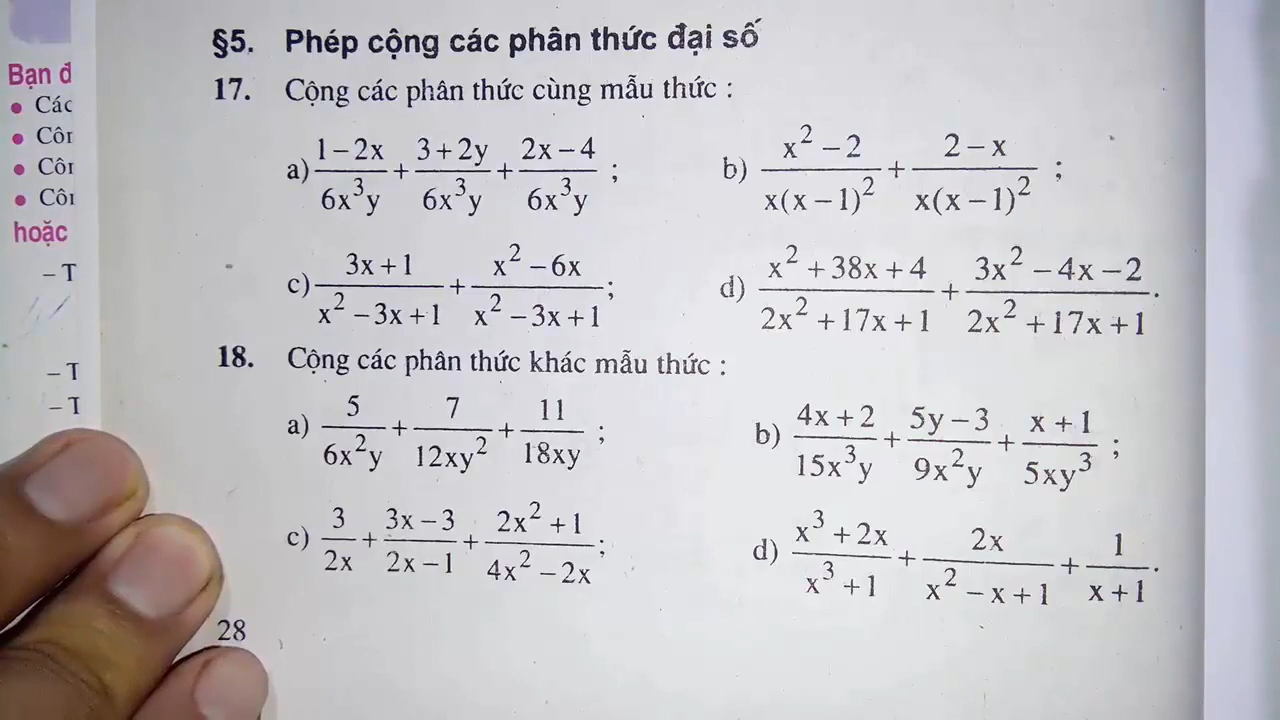 §5. Phép cộng các phân thức đại số
17. Cộng các phân thức cùng mẫu thức :
a) (1 – 2x)/(6x³y) + (3 + 2y)/(6x³y) + (2x – 4)/(6x³y) ; b) (x² – 2)/(x(x – 1)²) + (2 – x)/(x(x – 1)²) ;
c) (3x + 1)/(x² – 3x + 1) + (x² – 6x)/(x² – 3x + 1) ; d) (x² + 38x + 4)/(2x² + 17x + 1) + (3x² – 4x – 2)/(2x² + 17x + 1).
18. Cộng các phân thức khác mẫu thức :
a) 5/(6x²y) + 7/(12xy²) + 11/(18xy) ; b) (4x + 2)/(15x³y) + (5y – 3)/(9x²y) + (x + 1)/(5xy³) ;
c) 3/(2x) + (3x – 3)/(2x – 1) + (2x² + 1)/(4x² – 2x) ; d) (x³ + 2x)/(x³ + 1) + 2x/(x² – x + 1) + 1/(x + 1).
28
Bạn đ
• Các
hoặc
– T
– T
– T